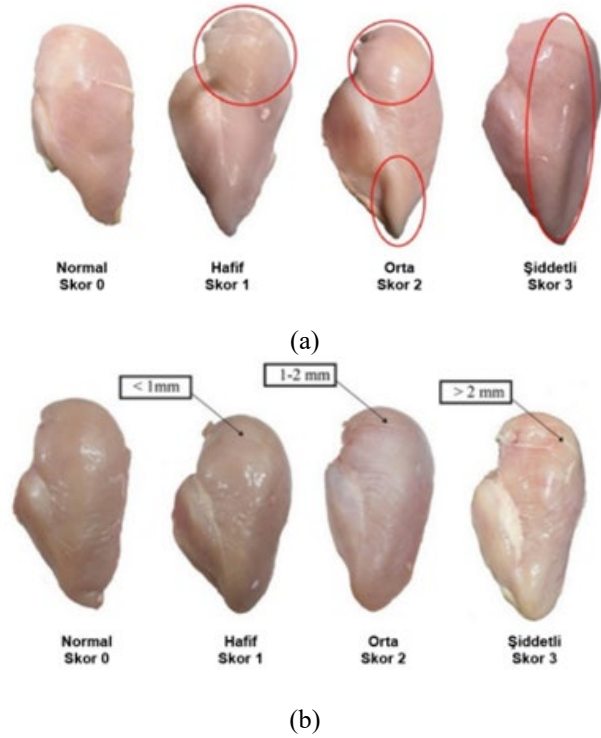 Normal
Skor 0
Hafif
Skor 1
Orta
Skor 2
Şiddetli
Skor 3
(a)
< 1mm
1-2 mm
> 2 mm
Normal
Skor 0
Hafif
Skor 1
Orta
Skor 2
Şiddetli
Skor 3
(b)